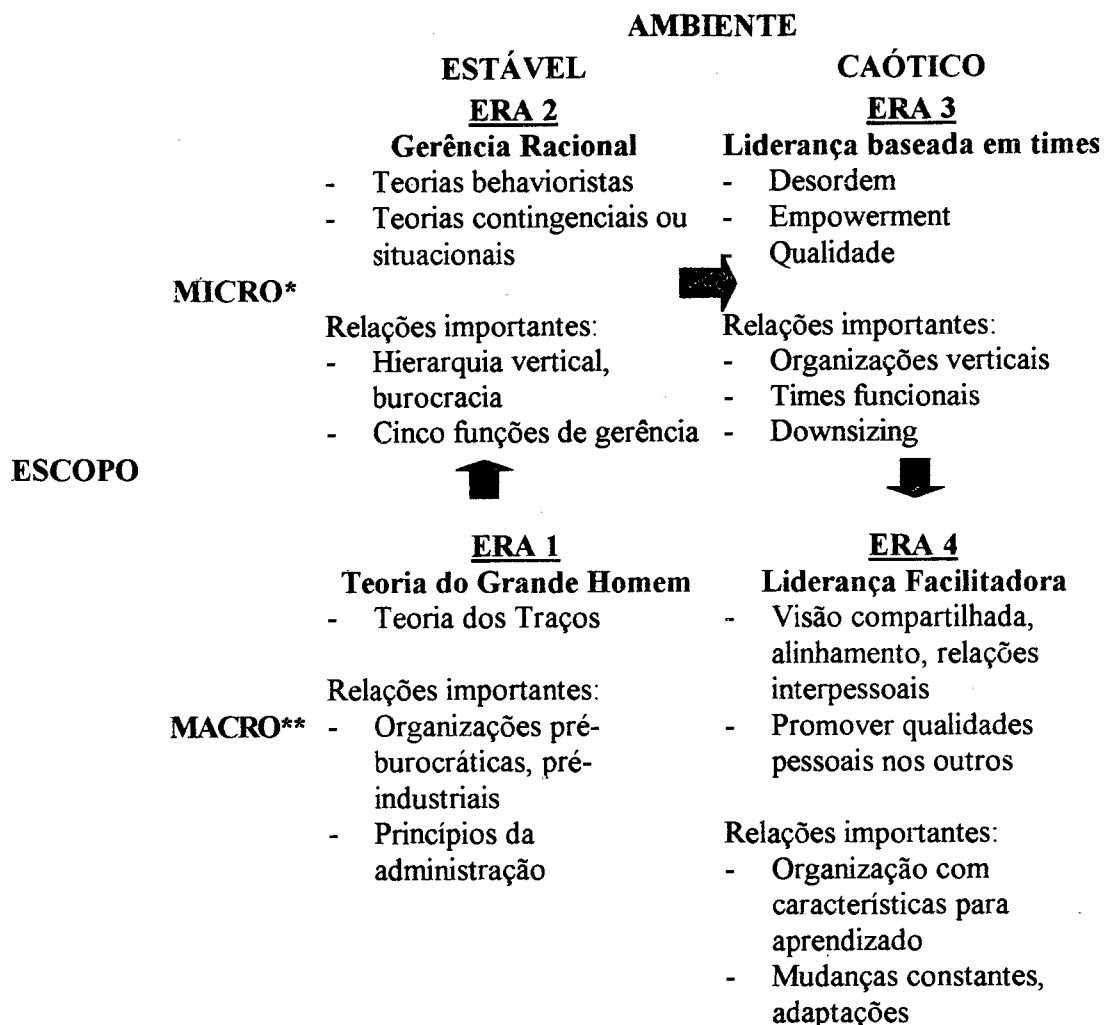 AMBIENTE
ESTÁVEL CAÓTICO
ERA 2
Gerência Racional
- Teorias behavioristas
- Teorias contingenciais ou
situacionais
Relações importantes:
- Hierarquia vertical,
burocracia
- Cinco funções de gerência
ERA 3
Liderança baseada em times
- Desordem
- Empowerment
- Qualidade
Relações importantes:
- Organizações verticais
- Times funcionais
- Downsizing
MICRO*
ESCOPO
ERA 1
Teoria do Grande Homem
- Teoria dos Traços
Relações importantes:
MACRO**
- Organizações pré-
burocráticas, pré-
industriais
- Princípios da
administração
ERA 4
Liderança Facilitadora
- Visão compartilhada,
alinhamento, relações
interpessoais
- Promover qualidades
pessoais nos outros
Relações importantes:
- Organização com
características para
aprendizado
- Mudanças constantes,
adaptações